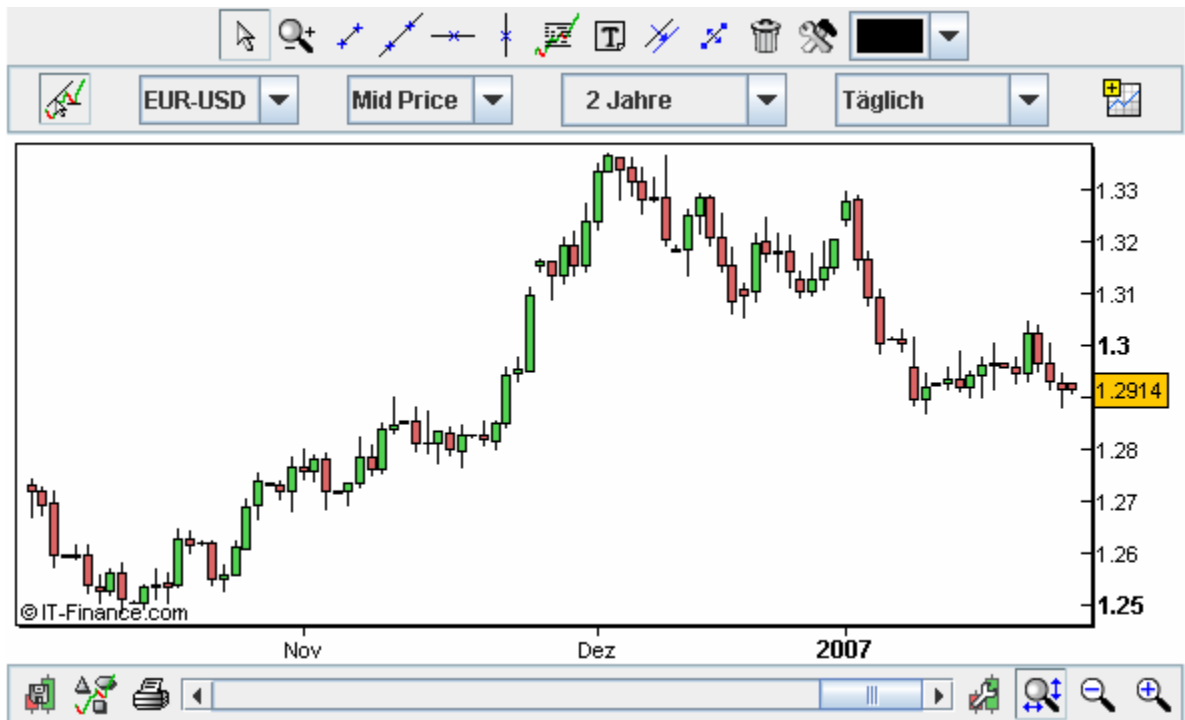 T
EUR-USD Mid Price 2 Jahre Täglich
1.33
1.32
1.31
1.3
1.2914
1.28
1.27
1.26
1.25
© IT-Finance.com
Nov Dez 2007